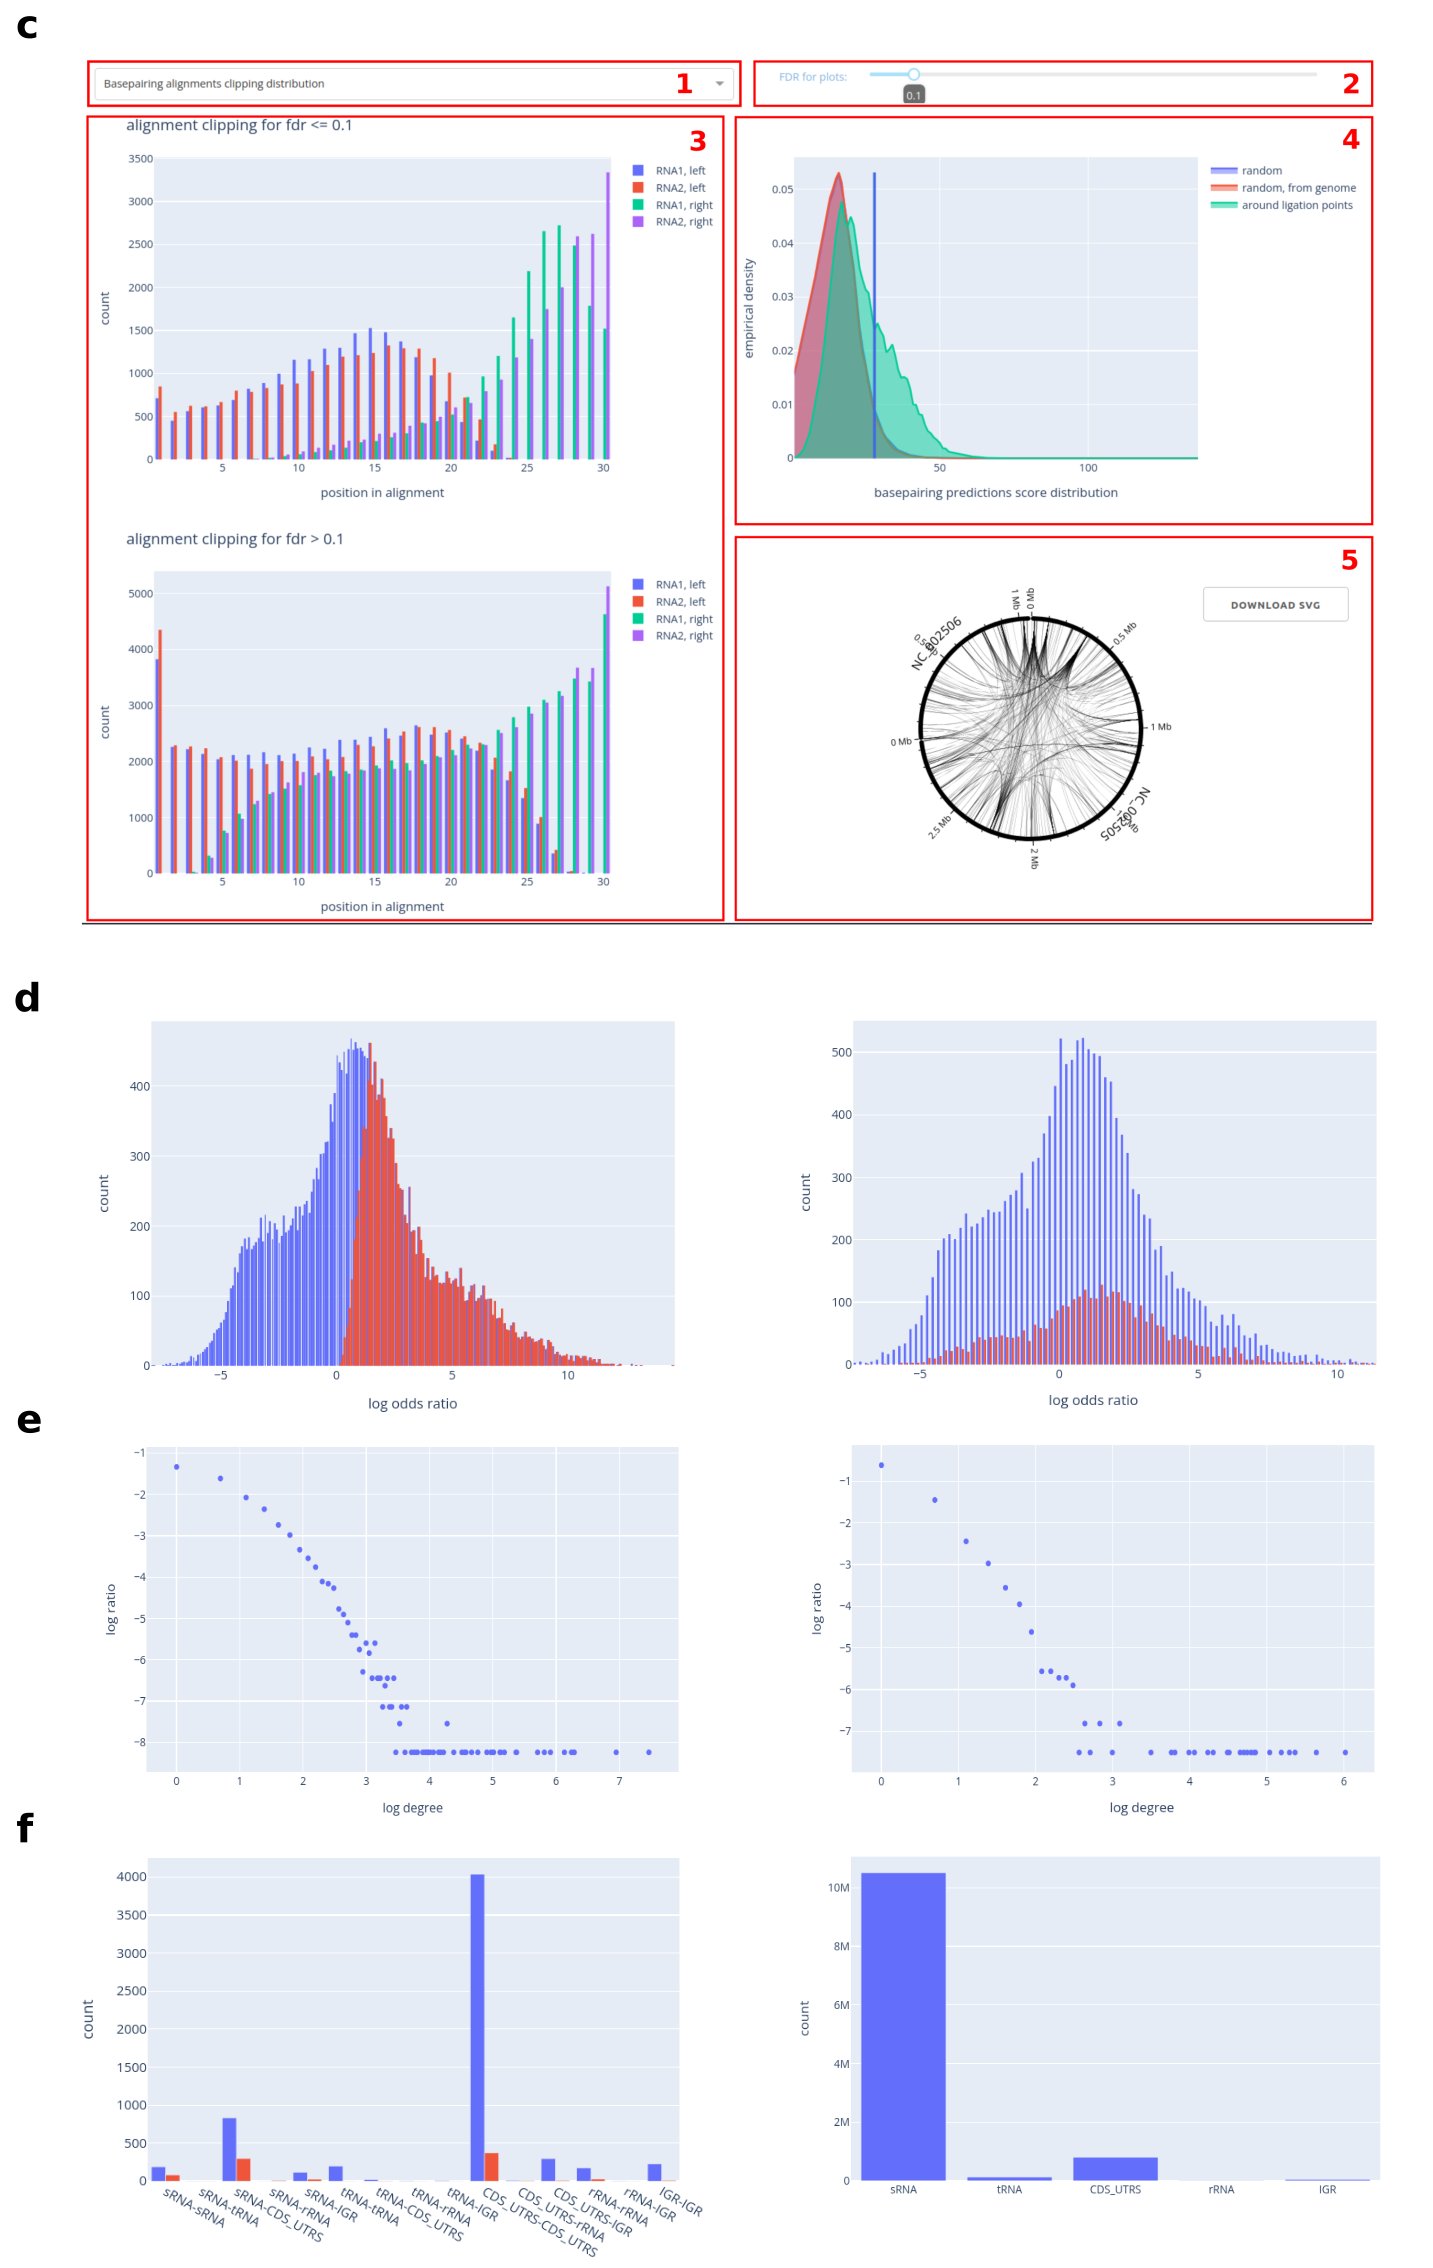 c
Basepairing alignments clipping distribution
1
FDR for plots:
0.1
2
alignment clipping for fdr <= 0.1
3
3500
3000
2500
2000
1500
1000
500
0
count
5 10 15 20 25 30
position in alignment
RNA1, left
RNA2, left
RNA1, right
RNA2, right
alignment clipping for fdr > 0.1
5000
4000
3000
2000
1000
0
count
5 10 15 20 25 30
position in alignment
RNA1, left
RNA2, left
RNA1, right
RNA2, right
4
0.05
0.04
0.03
0.02
0.01
0
empirical density
50 100
basepairing predictions score distribution
random
random, from genome
around ligation points
5
DOWNLOAD SVG
1 Mb
0 Mb
0.5 Mb
1 Mb
NC_002505
2 Mb
2.5 Mb
0 Mb
NC_002506
d
400
300
200
100
0
count
−5 0 5 10
log odds ratio
500
400
300
200
100
0
count
−5 0 5 10
log odds ratio
e
−1
−2
−3
−4
−5
−6
−7
−8
log ratio
0 1 2 3 4 5 6 7
log degree
−1
−2
−3
−4
−5
−6
−7
log ratio
0 1 2 3 4 5 6
log degree
f
4000
3500
3000
2500
2000
1500
1000
500
0
count
sRNA-sRNA
sRNA-tRNA
sRNA-CDS_UTRS
sRNA-rRNA
sRNA-IGR
tRNA-tRNA
tRNA-CDS_UTRS
tRNA-rRNA
tRNA-IGR
CDS_UTRS-CDS_UTRS
CDS_UTRS-rRNA
CDS_UTRS-IGR
rRNA-rRNA
rRNA-IGR
IGR-IGR
10M
8M
6M
4M
2M
0
count
sRNA tRNA CDS_UTRS rRNA IGR